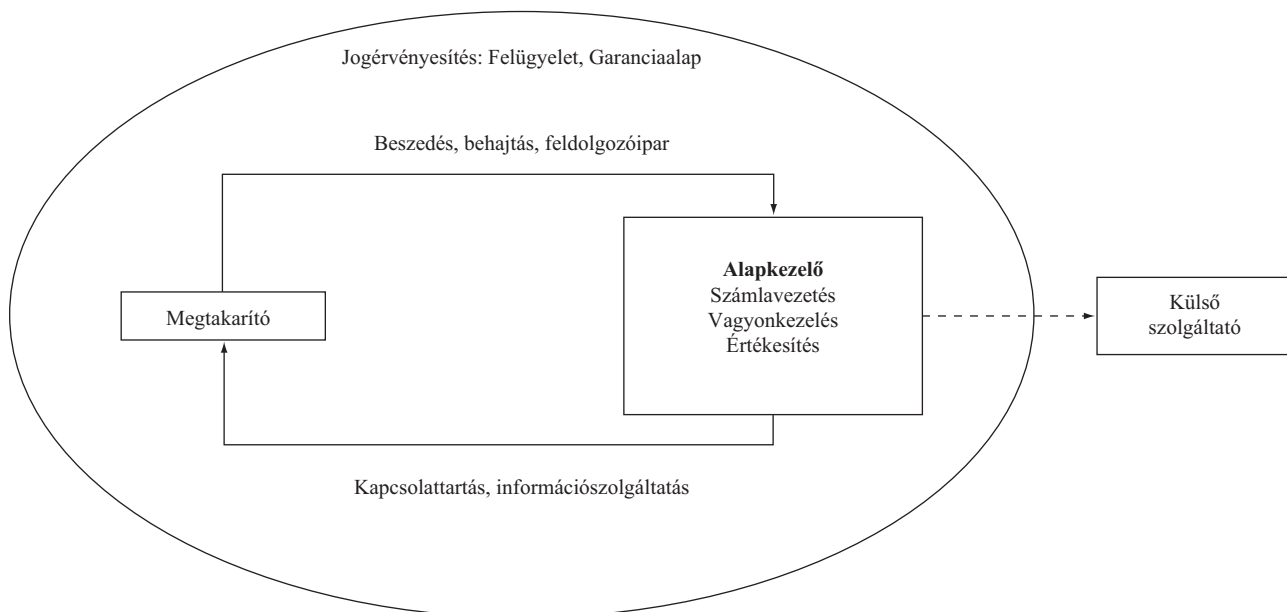 Jogérvényesítés: Felügyelet, Garanciaalap
Beszedés, behajtás, feldolgozóipar
Megtakarító
Alapkezelő
Számlavezetés
Vagyonkezelés
Értékesítés
Külső
szolgáltató
Kapcsolattartás, információszolgáltatás